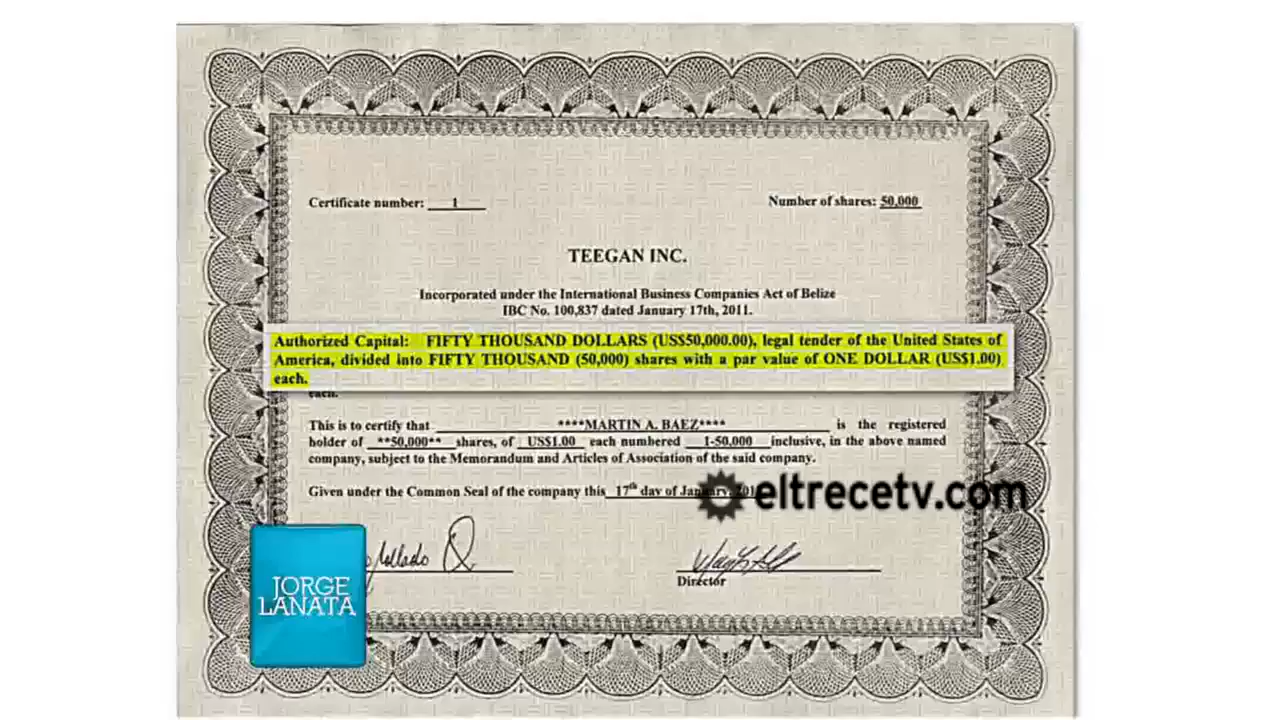 Certificate number: 1
Number of shares: 50,000
TEEGAN INC.
Incorporated under the International Business Companies Act of Belize
IBC No. 100,837 dated January 17th, 2011.
Authorized Capital: FIFTY THOUSAND DOLLARS (US$50,000.00), legal tender of the United States of
America, divided into FIFTY THOUSAND (50,000) shares with a par value of ONE DOLLAR (US$1.00)
each.
each.
This is to certify that ****MARTIN A. BAEZ**** is the registered
holder of **50,000** shares, of US$1.00 each numbered 1-50,000 inclusive, in the above named
company, subject to the Memorandum and Articles of Association of the said company.
Given under the Common Seal of the company this 17th day of January, 201
eltrecetv.com
Director
JORGE
LANATA